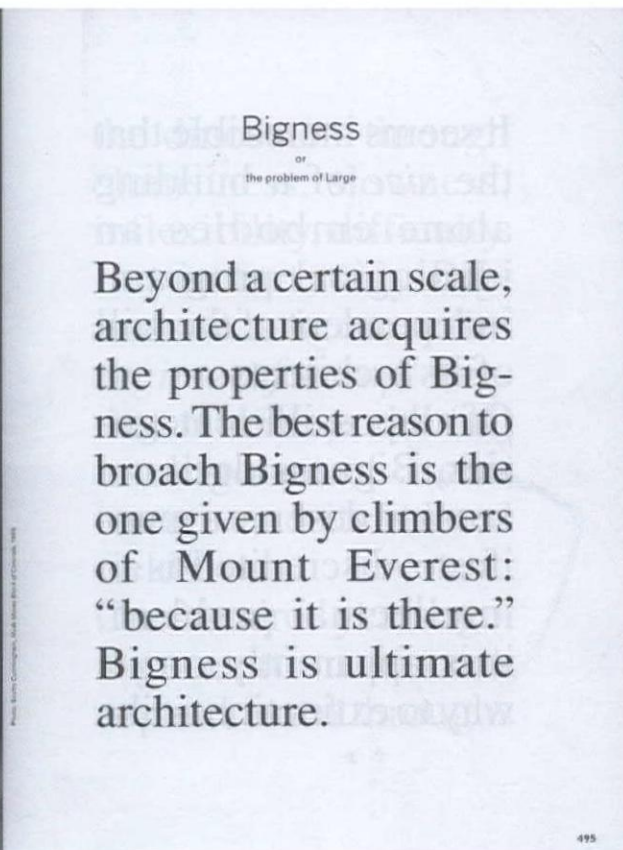 Bigness
or
the problem of Large
Beyond a certain scale,
architecture acquires
the properties of Big-
ness. The best reason to
broach Bigness is the
one given by climbers
of Mount Everest:
“because it is there.”
Bigness is ultimate
architecture.
495